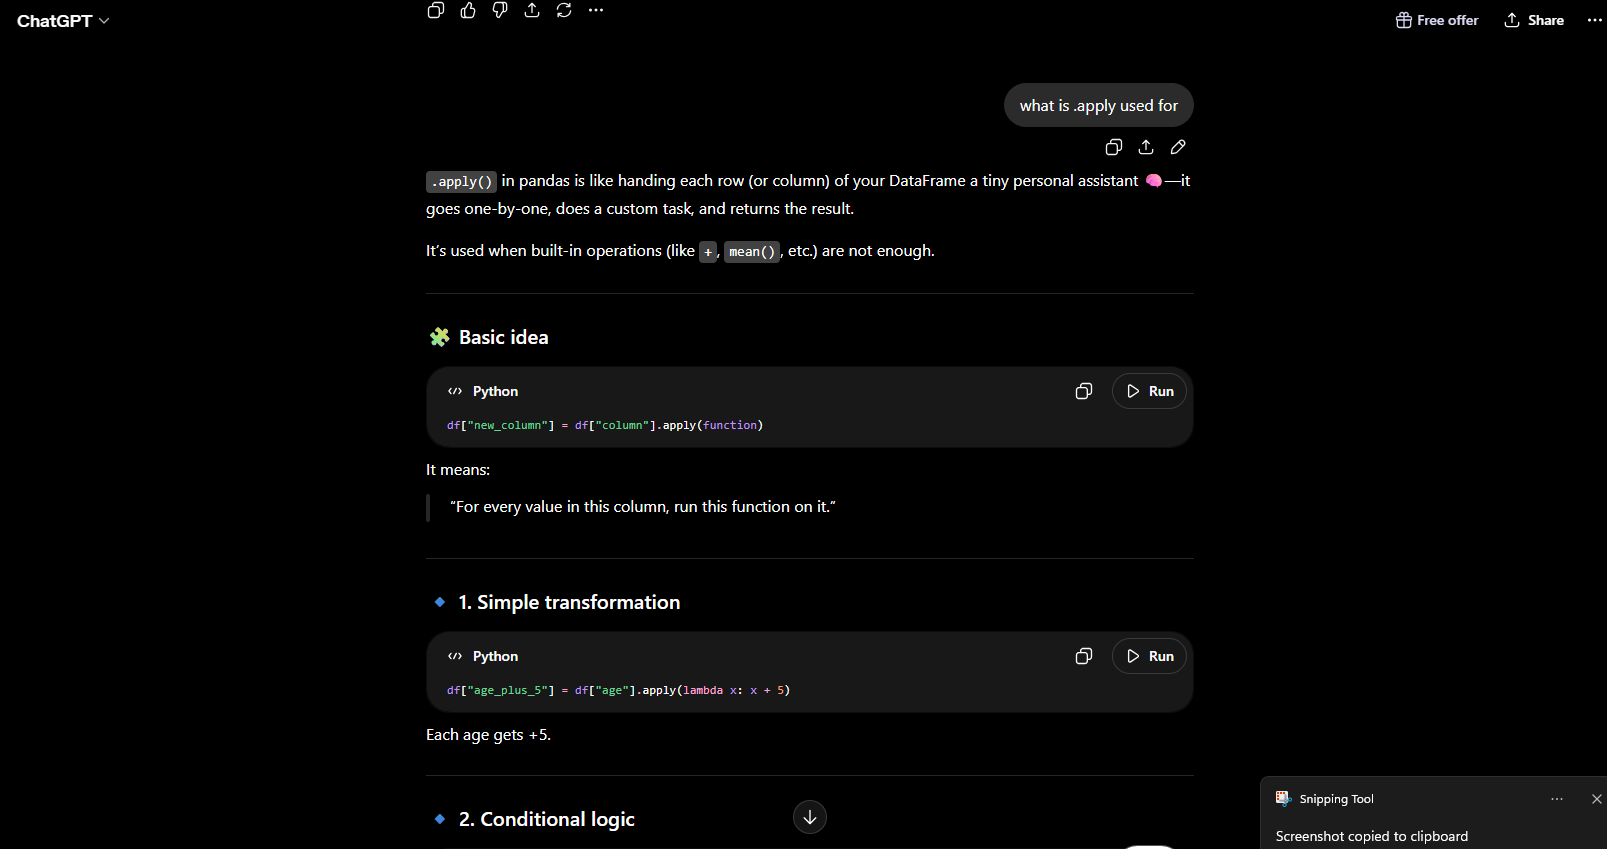 ChatGPT
Free offer
Share
what is .apply used for
.apply() in pandas is like handing each row (or column) of your DataFrame a tiny personal assistant 🧠—it
goes one-by-one, does a custom task, and returns the result.
It’s used when built-in operations (like +, mean(), etc.) are not enough.
🧩 Basic idea
Python
Run
df["new_column"] = df["column"].apply(function)
It means:
“For every value in this column, run this function on it.”
🔹 1. Simple transformation
Python
Run
df["age_plus_5"] = df["age"].apply(lambda x: x + 5)
Each age gets +5.
🔹 2. Conditional logic
Snipping Tool
Screenshot copied to clipboard